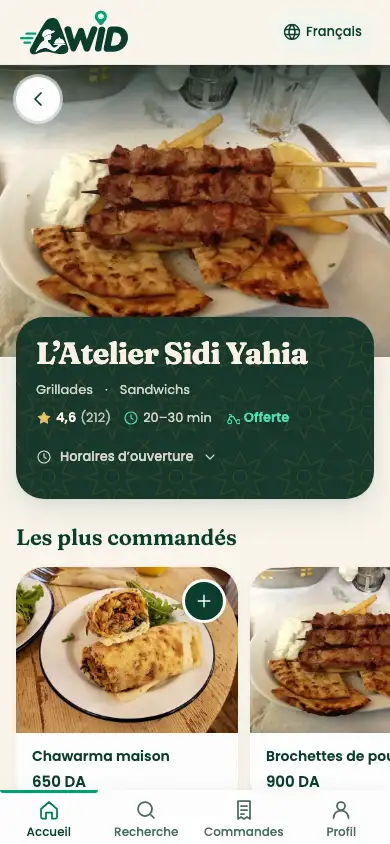 AWID
Français
L’Atelier Sidi Yahia
Grillades · Sandwichs
4,6 (212) 20–30 min Offerte
Horaires d’ouverture
Les plus commandés
Chawarma maison
650 DA
Brochettes de pou
900 DA
Accueil
Recherche
Commandes
Profil